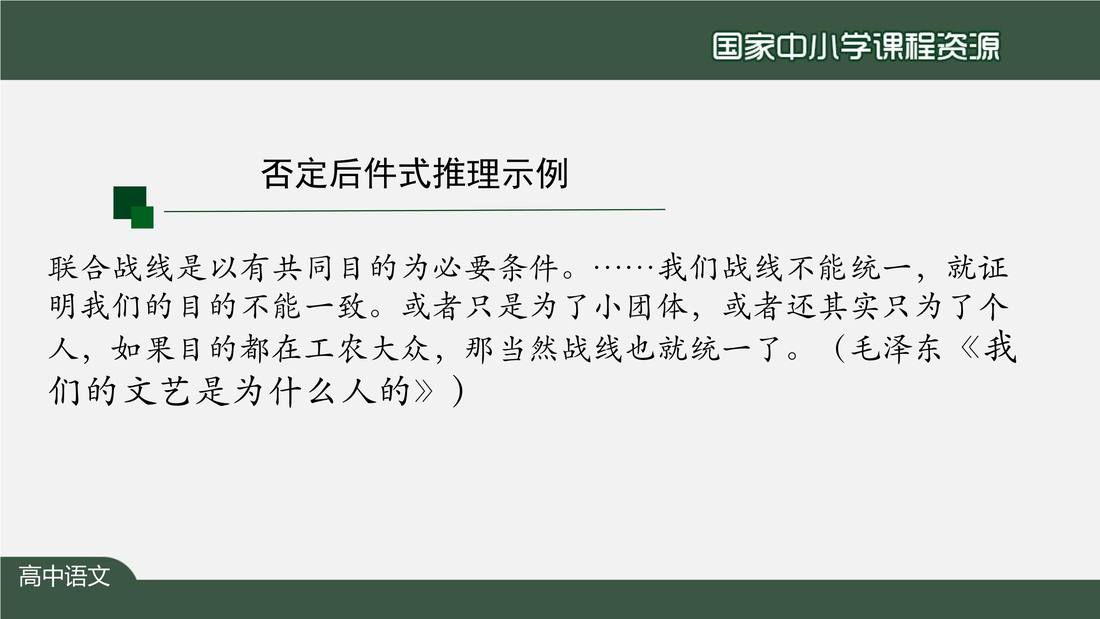 国家中小学课程资源
否定后件式推理示例
联合战线是以有共同目的为必要条件。……我们战线不能统一，就证
明我们的目的不能一致。或者只是为了小团体，或者还其实只为了个
人，如果目的都在工农大众，那当然战线也就统一了。（毛泽东《我
们的文艺是为什么人的》）
高中语文